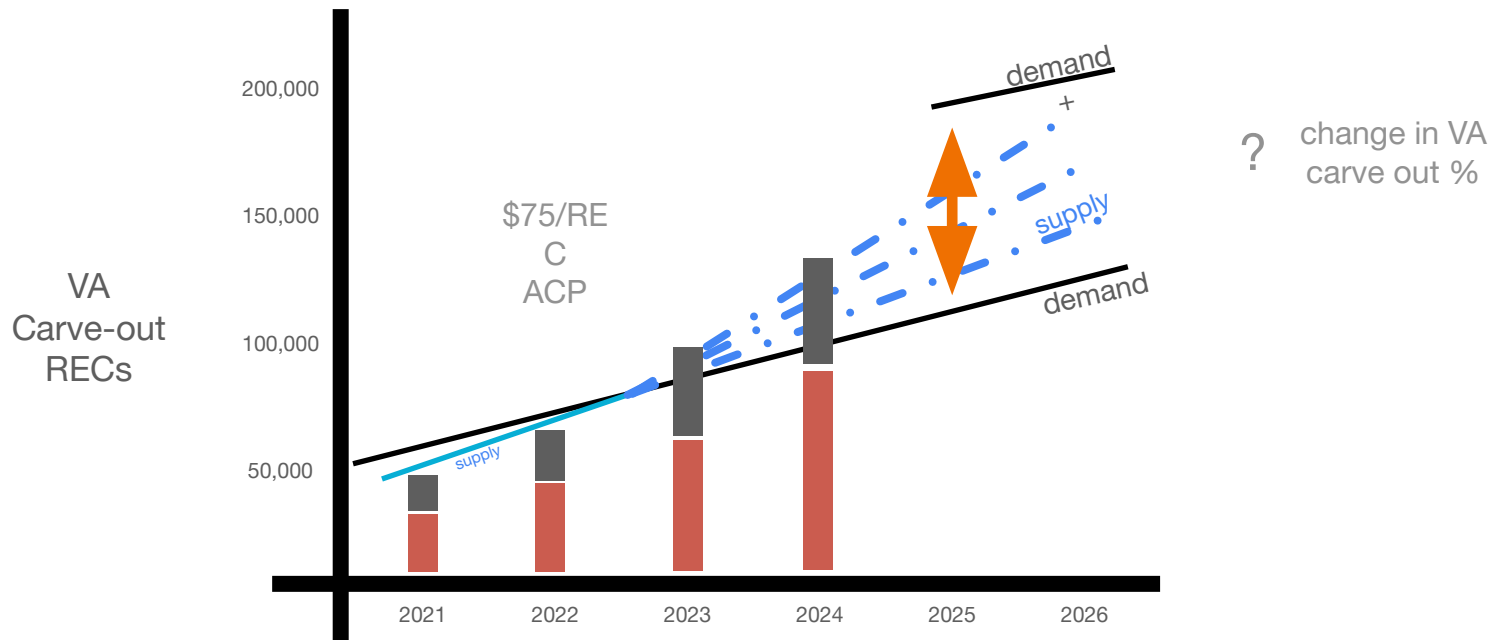 demand
+
200,000
? change in VA
carve out %
150,000
$75/RE
C
ACP
supply
VA
Carve-out
RECs
demand
100,000
50,000
supply
2021 2022 2023 2024 2025 2026